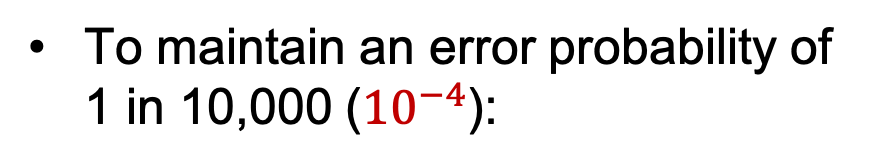 • To maintain an error probability of
1 in 10,000 (10⁻⁴):